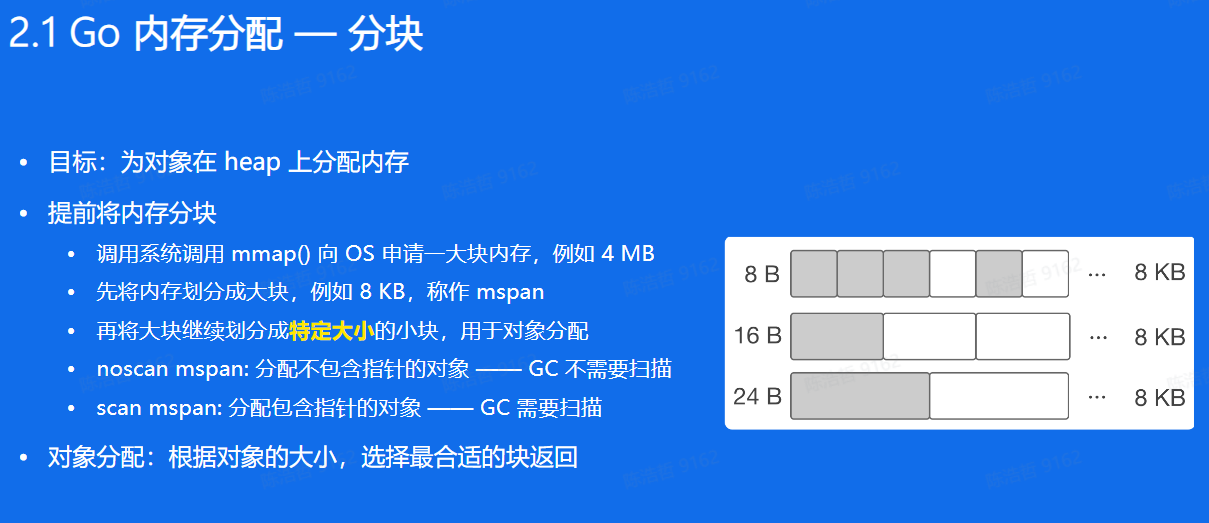 2.1 Go 内存分配 — 分块
• 目标：为对象在 heap 上分配内存
• 提前将内存分块
• 调用系统调用 mmap() 向 OS 申请一大块内存，例如 4 MB
• 先将内存划分成大块，例如 8 KB，称作 mspan
• 再将大块继续划分成特定大小的小块，用于对象分配
• noscan mspan: 分配不包含指针的对象 —— GC 不需要扫描
• scan mspan: 分配包含指针的对象 —— GC 需要扫描
• 对象分配：根据对象的大小，选择最合适的块返回
8 B ... 8 KB
16 B ... 8 KB
24 B ... 8 KB
陈浩哲 9162